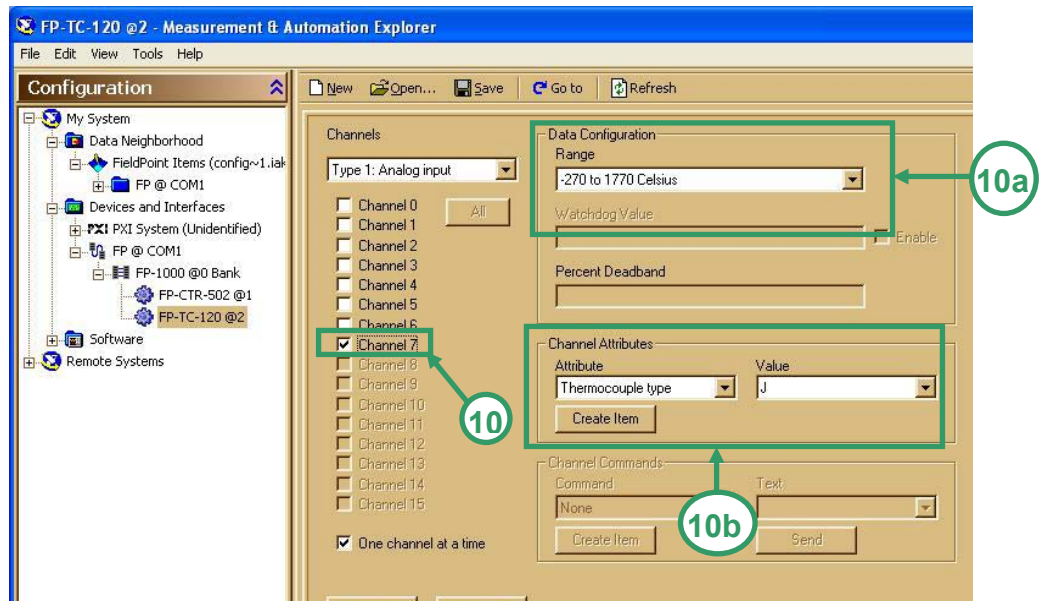 FP-TC-120 @2 - Measurement & Automation Explorer
File Edit View Tools Help
Configuration
New Open... Save Go to Refresh
My System
Data Neighborhood
FieldPoint Items (config~1.iak
FP @ COM1
Devices and Interfaces
PXI PXI System (Unidentified)
FP @ COM1
FP-1000 @0 Bank
FP-CTR-502 @1
FP-TC-120 @2
Software
Remote Systems
Channels
Type 1: Analog input
All
Channel 0
Channel 1
Channel 2
Channel 3
Channel 4
Channel 5
Channel 6
Channel 7
Channel 8
Channel 9
Channel 10
Channel 11
Channel 12
Channel 13
Channel 14
Channel 15
One channel at a time
10
Data Configuration
Range
-270 to 1770 Celsius
10a
Watchdog Value
Enable
Percent Deadband
Channel Attributes
Attribute Value
Thermocouple type J
Create Item
Channel Commands
Command Text
None
10b
Create Item Send